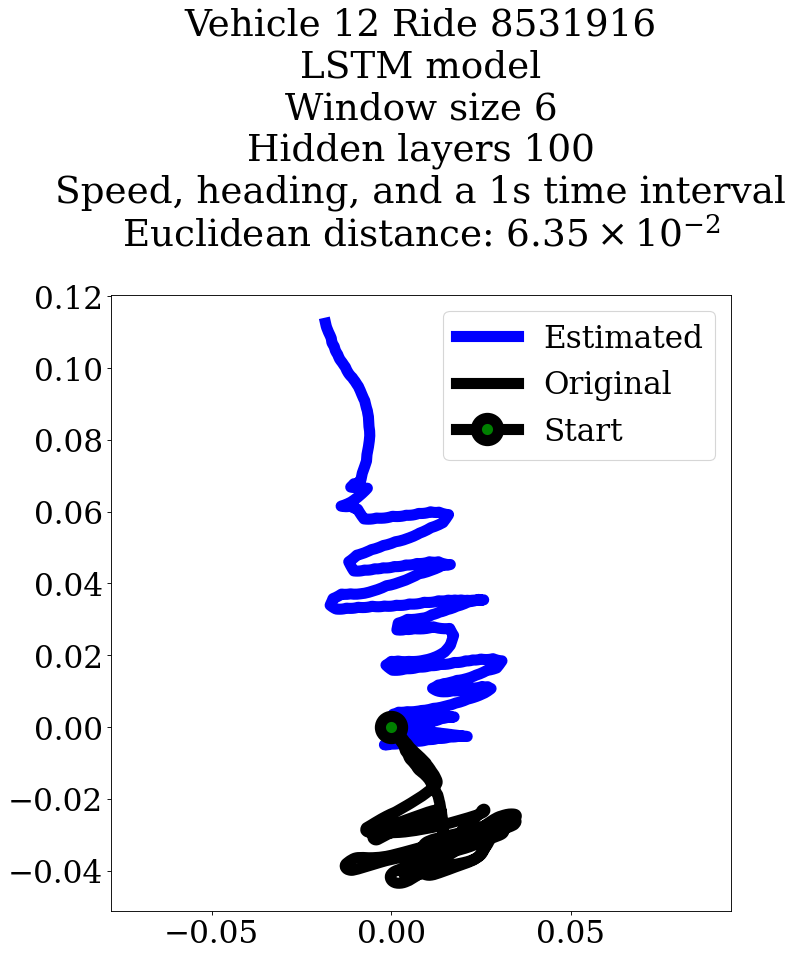 Vehicle 12 Ride 8531916
LSTM model
Window size 6
Hidden layers 100
Speed, heading, and a 1s time interval
Euclidean distance: 6.35 × 10⁻²
0.12
0.10
0.08
0.06
0.04
0.02
0.00
−0.02
−0.04
Estimated
Original
Start
−0.05
0.00
0.05